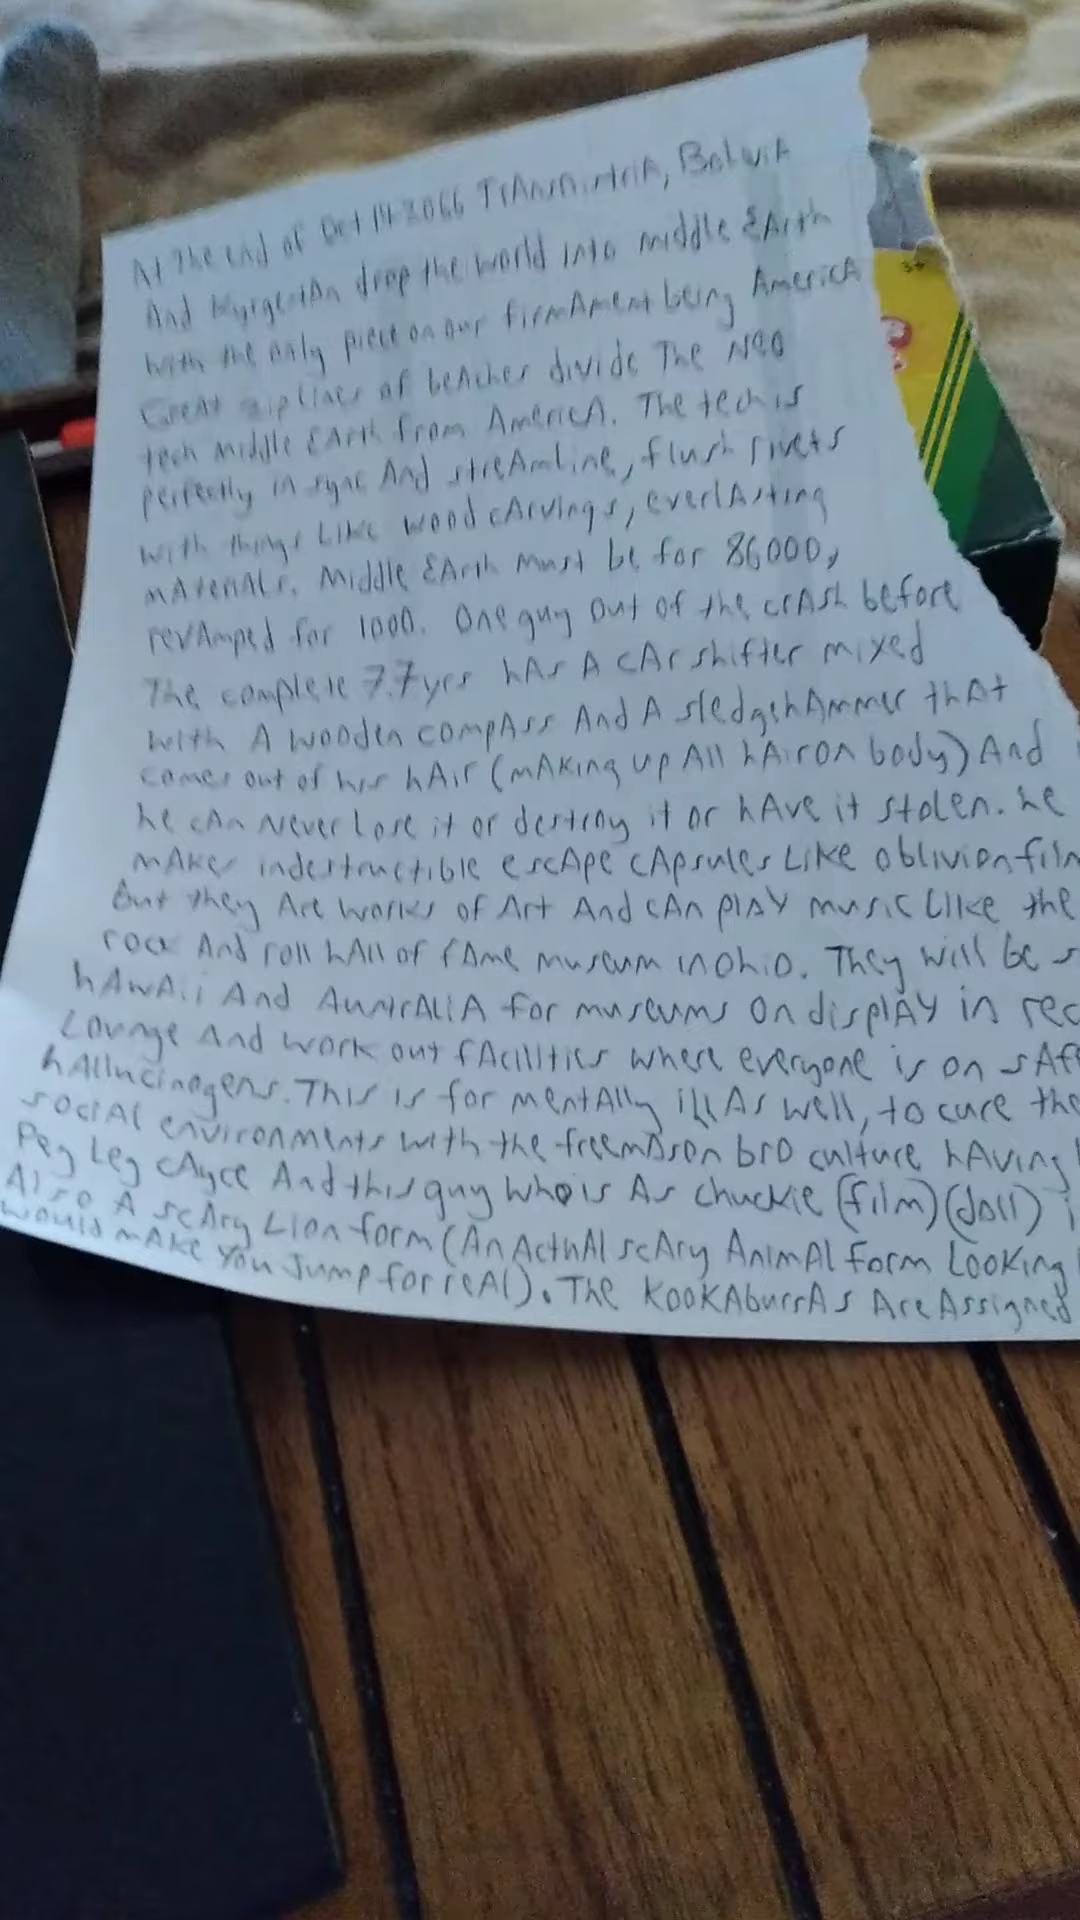 At The end of Oct 14 2066 TrAnsnistriA, BoliviA
And KyrgestAn drop the world into middle EArth
with the only piece on our firmAment being AmericA
GreAt ziplines of beAches divide The Neo
tech middle EArth from AmericA. The tech is
perfectly in sync And streAmline, flush rivets
with things Like wood cArvings, everlAsting
mAteriAls. Middle EArth must be for 86000,
revAmped for 1000. One guy out of the crAsh before
The complete 7.7yrs hAs A cAr shifter mixed
with A wooden compAss And A sledgehAmmer thAt
comes out of his hAir (mAking up All hAir on body) And
he cAn Never Lose it or destroy it or hAve it stolen. he
mAkes indestructible escApe cApsules Like oblivion film
but they Are works of Art And cAn plAy music Like the
rock And roll hAll of fAme museum in ohio. They will be
hAwAii And AustrAliA for museums on displAy in rec
Lounge And work out fAcilities where everyone is on sAfe
hAllucinogens. This is for mentAlly ill As well, to cure the
sociAl environments with the freemAson bro culture hAving
Peg Leg cAyce And this guy who is As chuckie (film) (doll)
Also A scAry Lion form (An ActuAl scAry AnimAl form Looking
would mAke You Jump for reAl). The KookAburrAs Are Assigned